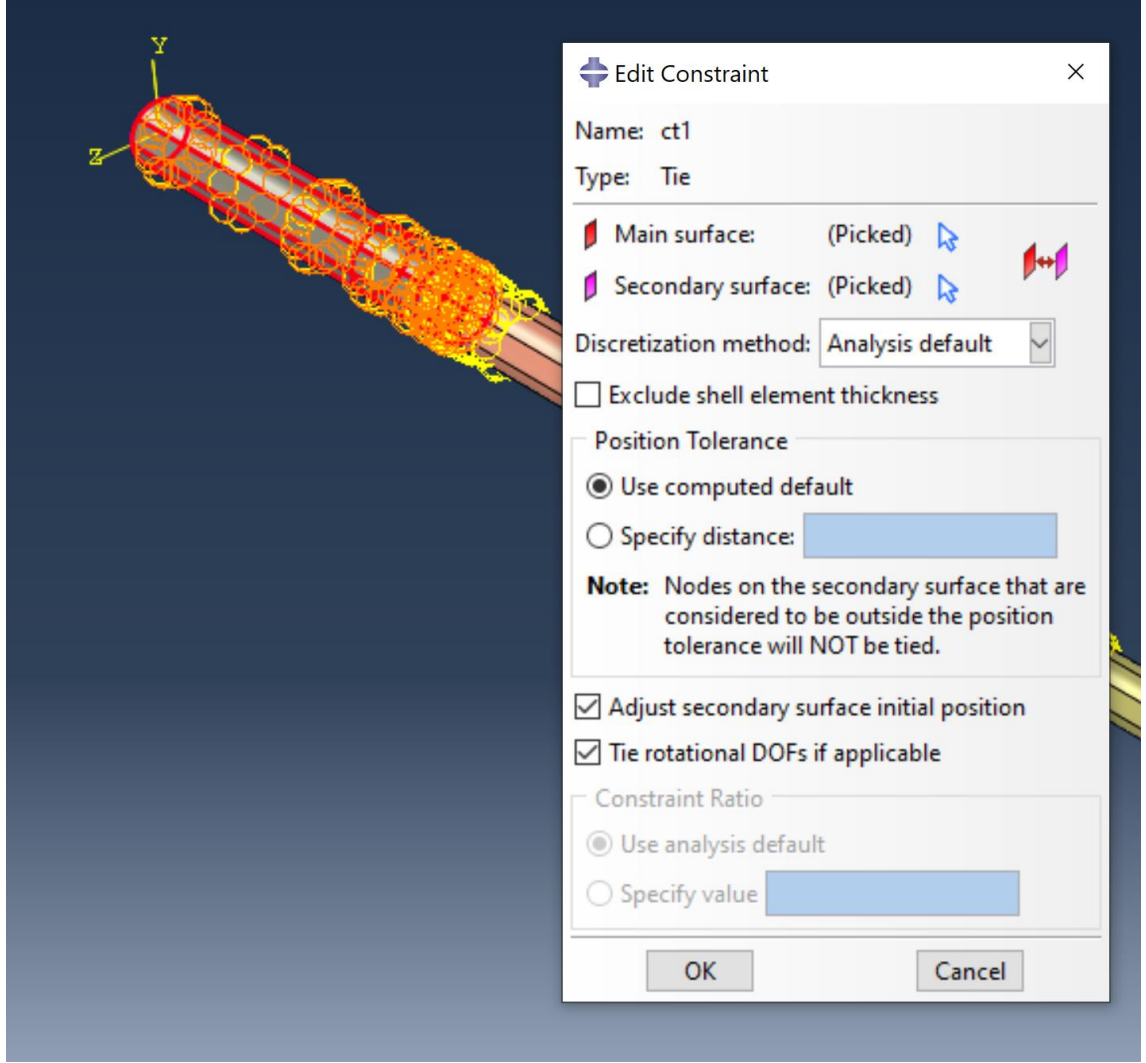 Y
Z
Edit Constraint
Name: ct1
Type: Tie
Main surface: (Picked)
Secondary surface: (Picked)
Discretization method: Analysis default
Exclude shell element thickness
Position Tolerance
Use computed default
Specify distance:
Note: Nodes on the secondary surface that are
considered to be outside the position
tolerance will NOT be tied.
Adjust secondary surface initial position
Tie rotational DOFs if applicable
Constraint Ratio
Use analysis default
Specify value
OK Cancel